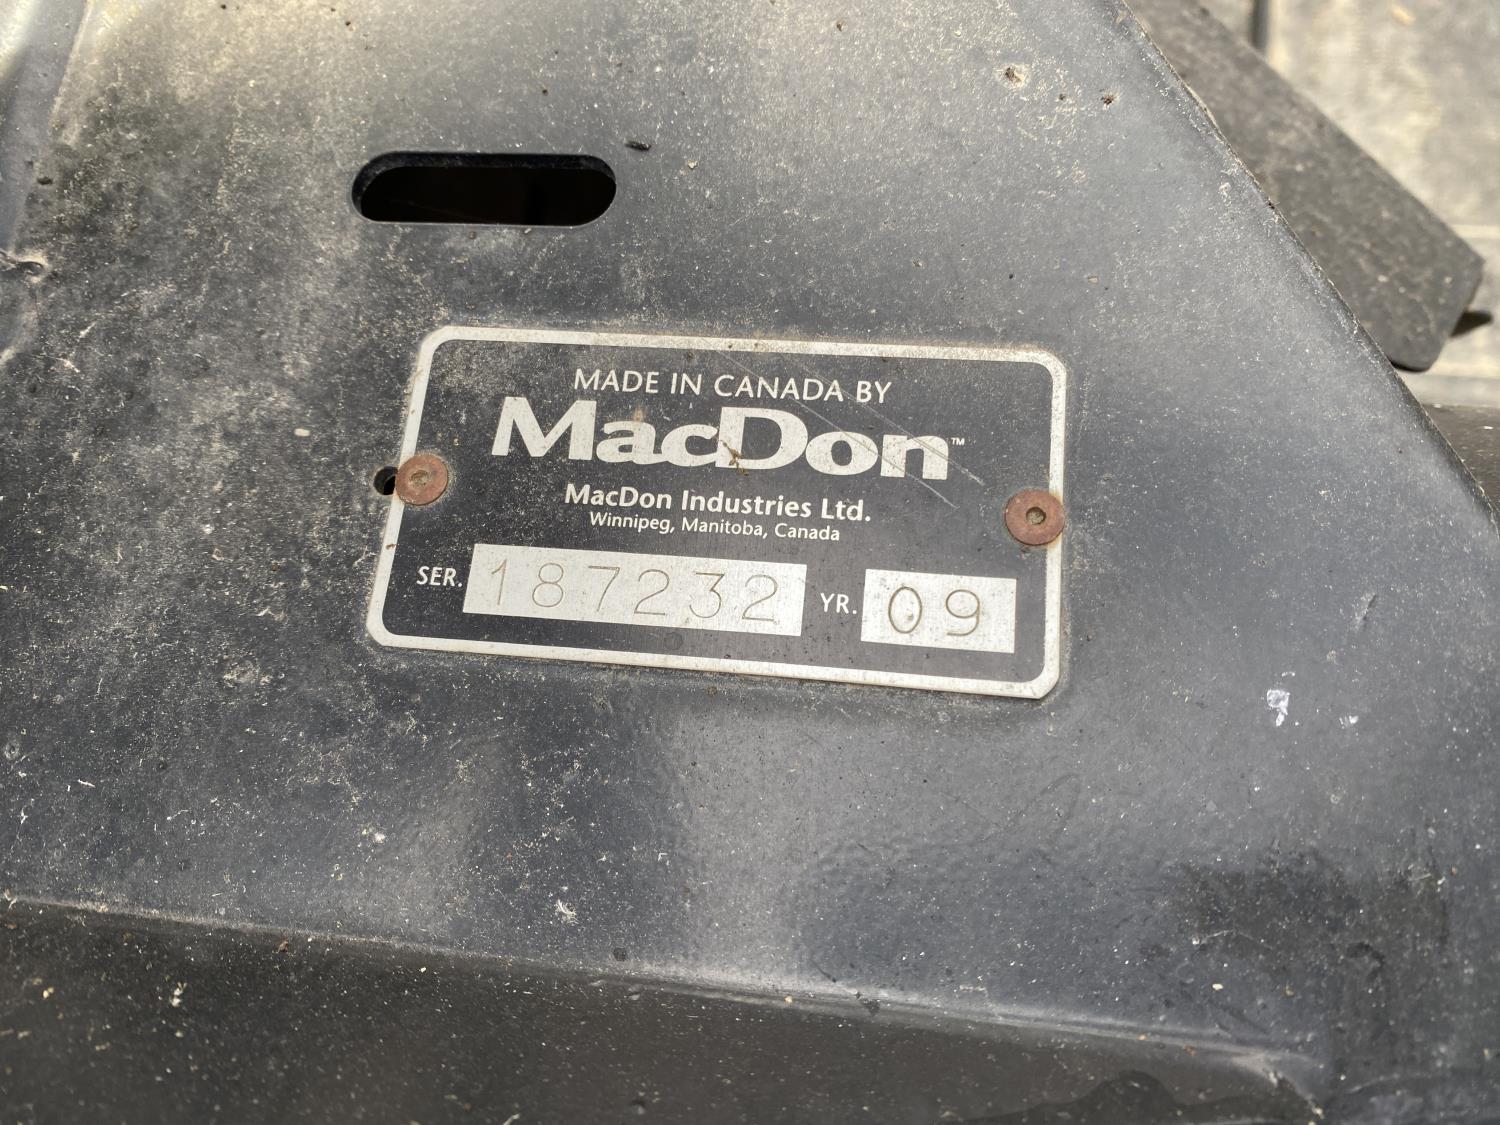 MADE IN CANADA BY
MacDon™
MacDon Industries Ltd.
Winnipeg, Manitoba, Canada
SER. 187232 YR. 09